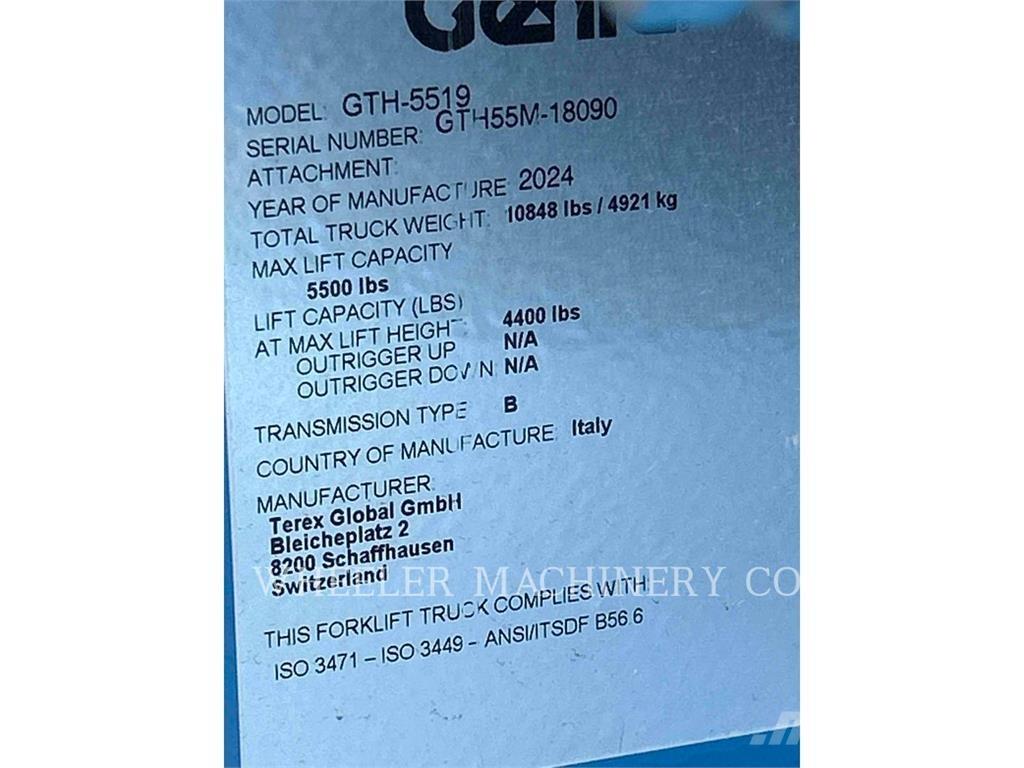 Genie
MODEL: GTH-5519
SERIAL NUMBER: GTH55M-18090
ATTACHMENT:
YEAR OF MANUFACTURE: 2024
TOTAL TRUCK WEIGHT: 10848 lbs / 4921 kg
MAX LIFT CAPACITY
5500 lbs
LIFT CAPACITY (LBS)
AT MAX LIFT HEIGHT: 4400 lbs
OUTRIGGER UP N/A
OUTRIGGER DOWN N/A
TRANSMISSION TYPE B
COUNTRY OF MANUFACTURE: Italy
MANUFACTURER:
Terex Global GmbH
Bleicheplatz 2
8200 Schaffhausen
Switzerland
WHEELER MACHINERY CO
THIS FORKLIFT TRUCK COMPLIES WITH:
ISO 3471 – ISO 3449 - ANSI/ITSDF B56.6